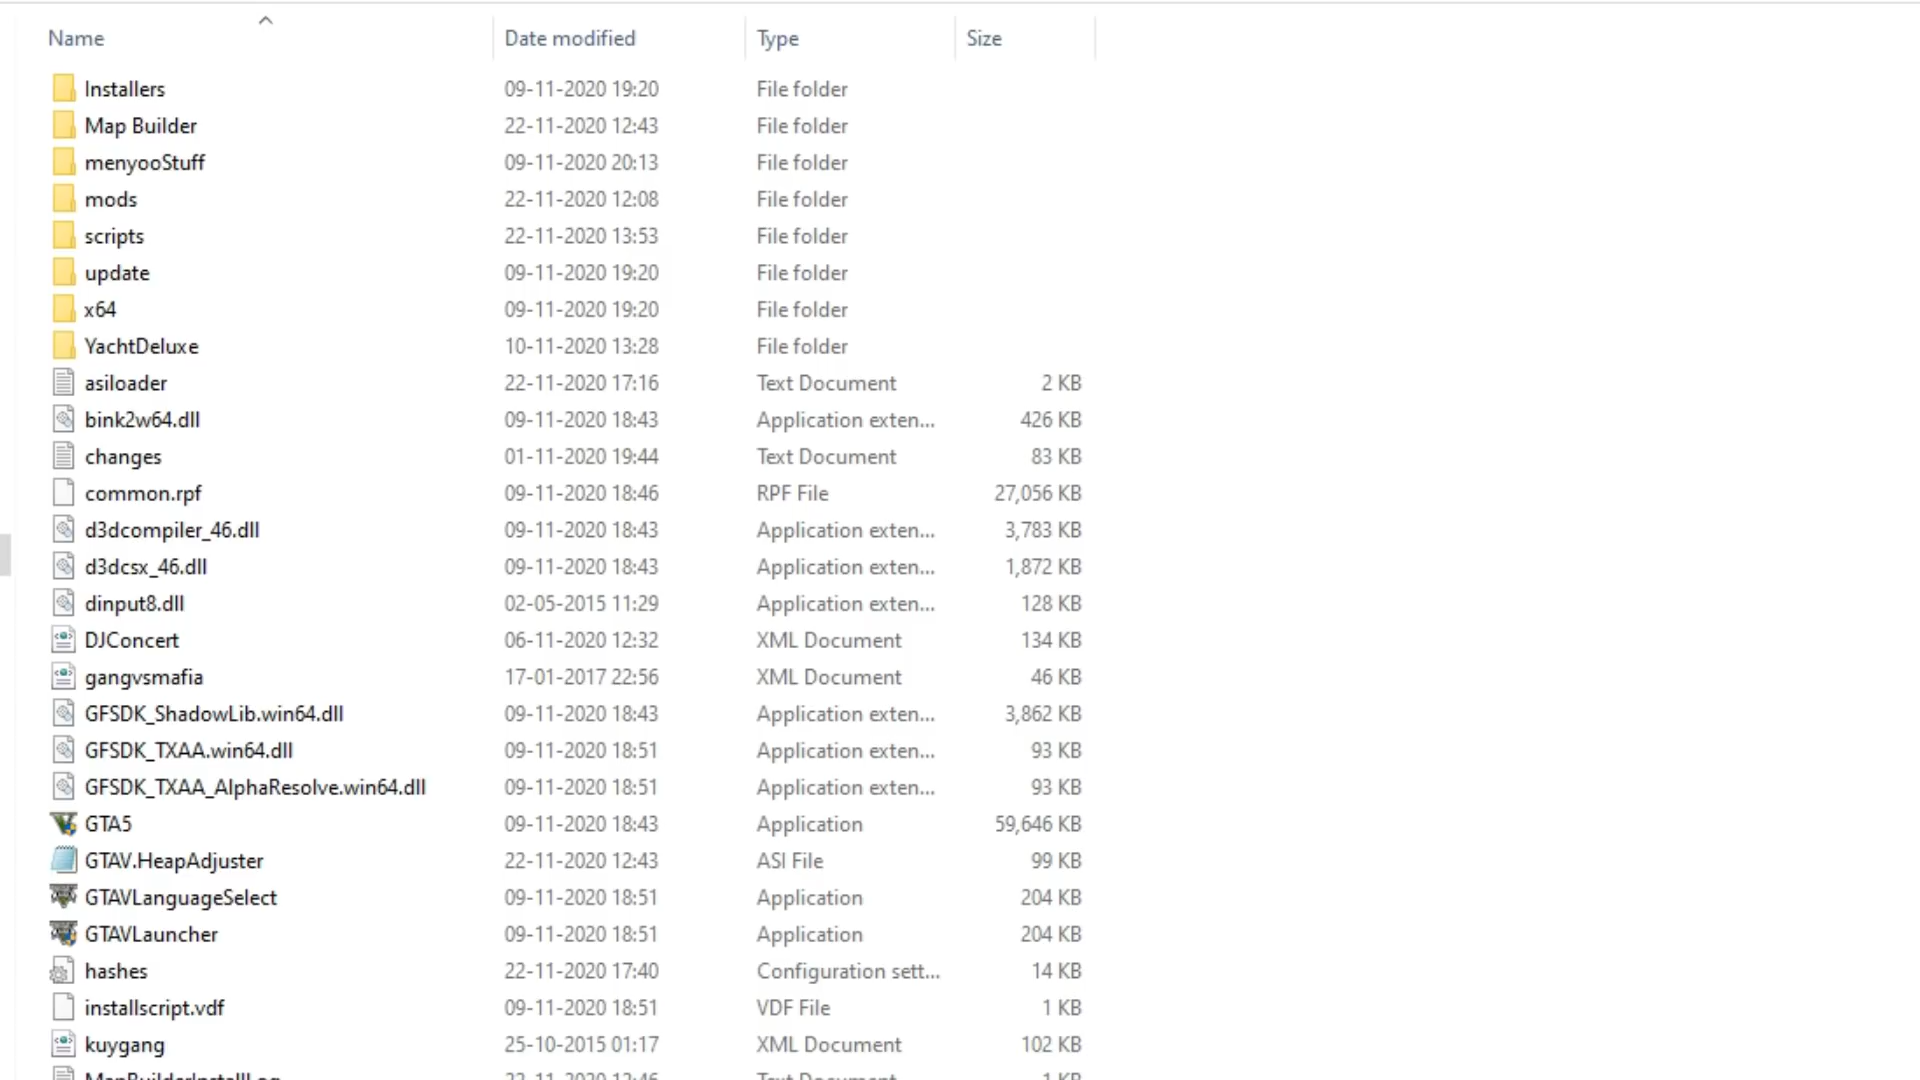 Name Date modified Type Size
Installers 09-11-2020 19:20 File folder
Map Builder 22-11-2020 12:43 File folder
menyooStuff 09-11-2020 20:13 File folder
mods 22-11-2020 12:08 File folder
scripts 22-11-2020 13:53 File folder
update 09-11-2020 19:20 File folder
x64 09-11-2020 19:20 File folder
YachtDeluxe 10-11-2020 13:28 File folder
asiloader 22-11-2020 17:16 Text Document 2 KB
bink2w64.dll 09-11-2020 18:43 Application exten... 426 KB
changes 01-11-2020 19:44 Text Document 83 KB
common.rpf 09-11-2020 18:46 RPF File 27,056 KB
d3dcompiler_46.dll 09-11-2020 18:43 Application exten... 3,783 KB
d3dcsx_46.dll 09-11-2020 18:43 Application exten... 1,872 KB
dinput8.dll 02-05-2015 11:29 Application exten... 128 KB
DJConcert 06-11-2020 12:32 XML Document 134 KB
gangvsmafia 17-01-2017 22:56 XML Document 46 KB
GFSDK_ShadowLib.win64.dll 09-11-2020 18:43 Application exten... 3,862 KB
GFSDK_TXAA.win64.dll 09-11-2020 18:51 Application exten... 93 KB
GFSDK_TXAA_AlphaResolve.win64.dll 09-11-2020 18:51 Application exten... 93 KB
GTA5 09-11-2020 18:43 Application 59,646 KB
GTAV.HeapAdjuster 22-11-2020 12:43 ASI File 99 KB
GTAVLanguageSelect 09-11-2020 18:51 Application 204 KB
GTAVLauncher 09-11-2020 18:51 Application 204 KB
hashes 22-11-2020 17:40 Configuration sett... 14 KB
installscript.vdf 09-11-2020 18:51 VDF File 1 KB
kuygang 25-10-2015 01:17 XML Document 102 KB
Text Document 1 KB